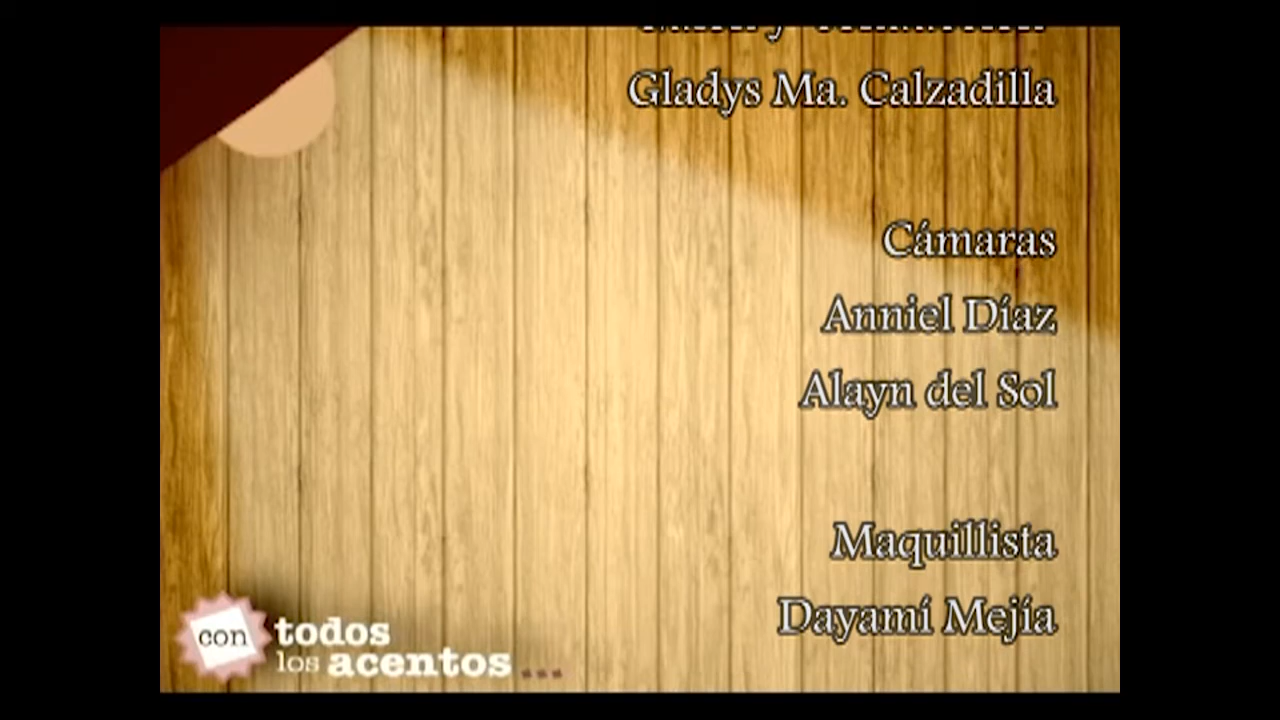 Gladys Ma. Calzadilla
Cámaras
Anniel Díaz
Alayn del Sol
Maquillista
Dayamí Mejía
con todos
los acentos...